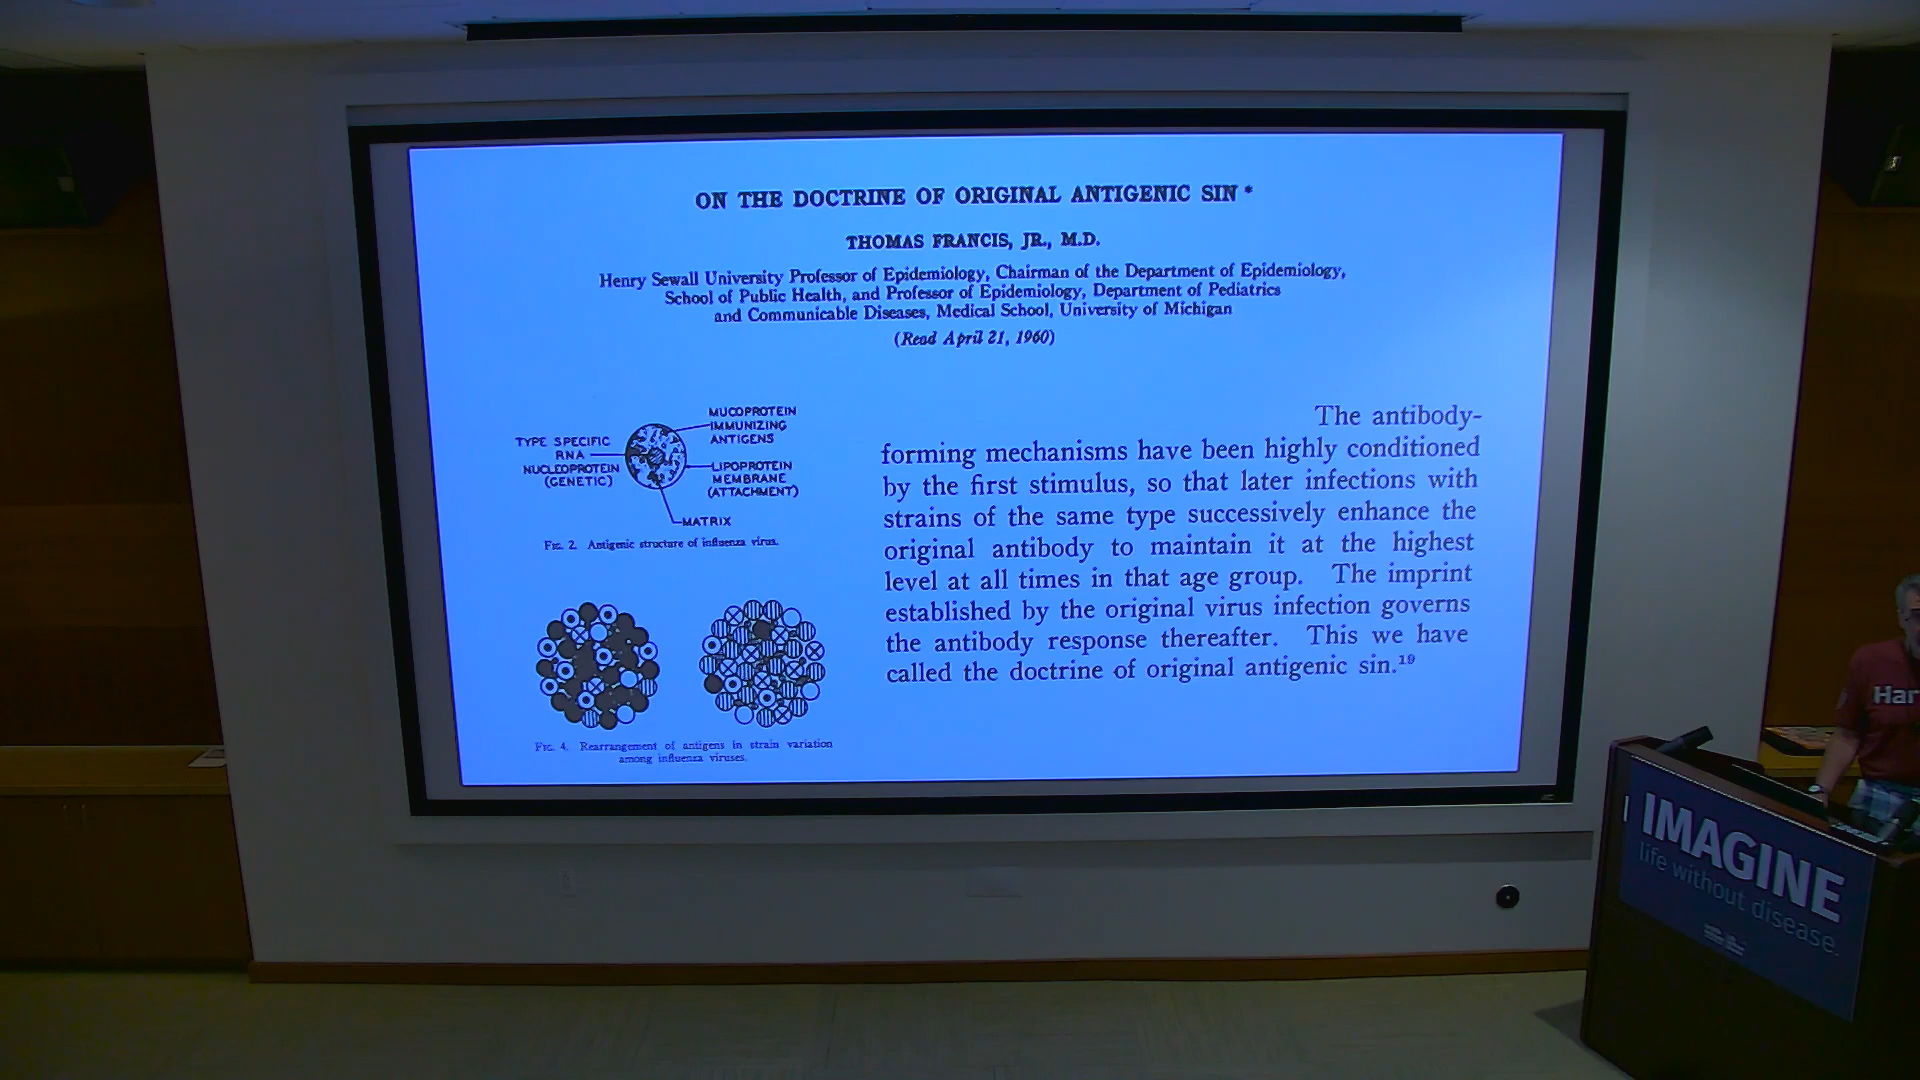 ON THE DOCTRINE OF ORIGINAL ANTIGENIC SIN *
THOMAS FRANCIS, JR., M.D.
Henry Sewall University Professor of Epidemiology, Chairman of the Department of Epidemiology,
School of Public Health, and Professor of Epidemiology, Department of Pediatrics
and Communicable Diseases, Medical School, University of Michigan
(Read April 21, 1960)
MUCOPROTEIN
IMMUNIZING
ANTIGENS
TYPE SPECIFIC
RNA
NUCLEOPROTEIN
(GENETIC)
LIPOPROTEIN
MEMBRANE
(ATTACHMENT)
MATRIX
FIG. 2. Antigenic structure of influenza virus.
FIG. 4. Rearrangement of antigens in strain variation
among influenza viruses.
The antibody-
forming mechanisms have been highly conditioned
by the first stimulus, so that later infections with
strains of the same type successively enhance the
original antibody to maintain it at the highest
level at all times in that age group. The imprint
established by the original virus infection governs
the antibody response thereafter. This we have
called the doctrine of original antigenic sin.19
Har
IMAGINE
life without disease.